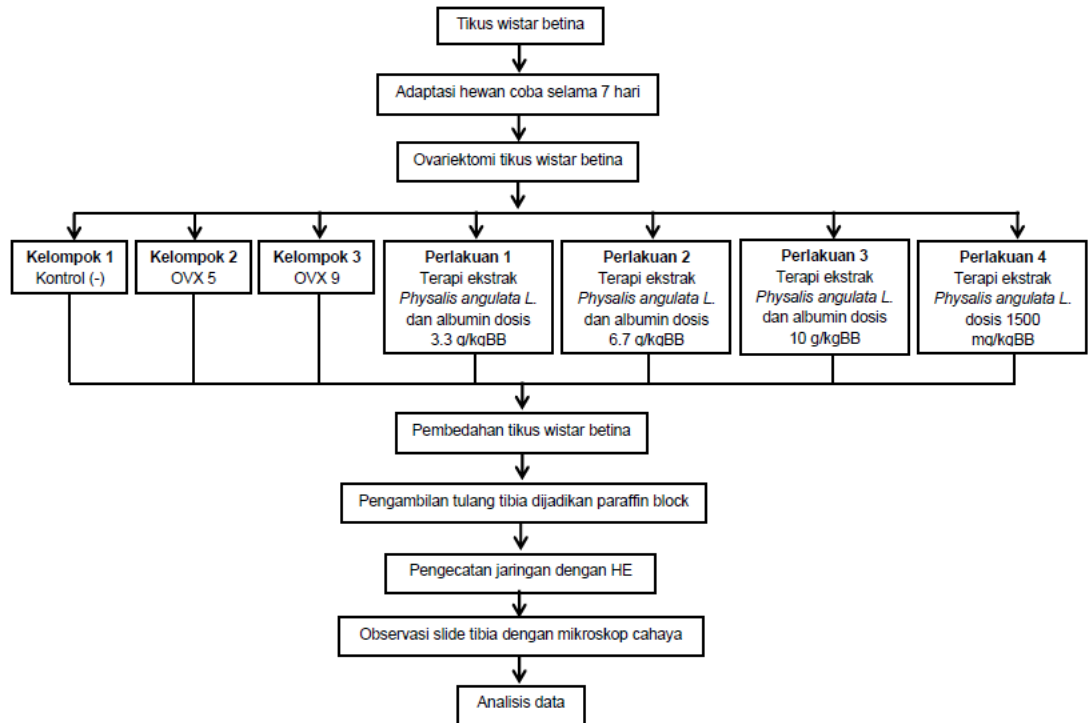 Tikus wistar betina
Adaptasi hewan coba selama 7 hari
Ovariektomi tikus wistar betina
Kelompok 1
Kontrol (-)
Kelompok 2
OVX 5
Kelompok 3
OVX 9
Perlakuan 1
Terapi ekstrak
Physalis angulata L.
dan albumin dosis
3.3 g/kgBB
Perlakuan 2
Terapi ekstrak
Physalis angulata L.
dan albumin dosis
6.7 g/kgBB
Perlakuan 3
Terapi ekstrak
Physalis angulata L.
dan albumin dosis
10 g/kgBB
Perlakuan 4
Terapi ekstrak
Physalis angulata L.
dosis 1500
mg/kgBB
Pembedahan tikus wistar betina
Pengambilan tulang tibia dijadikan paraffin block
Pengecatan jaringan dengan HE
Observasi slide tibia dengan mikroskop cahaya
Analisis data